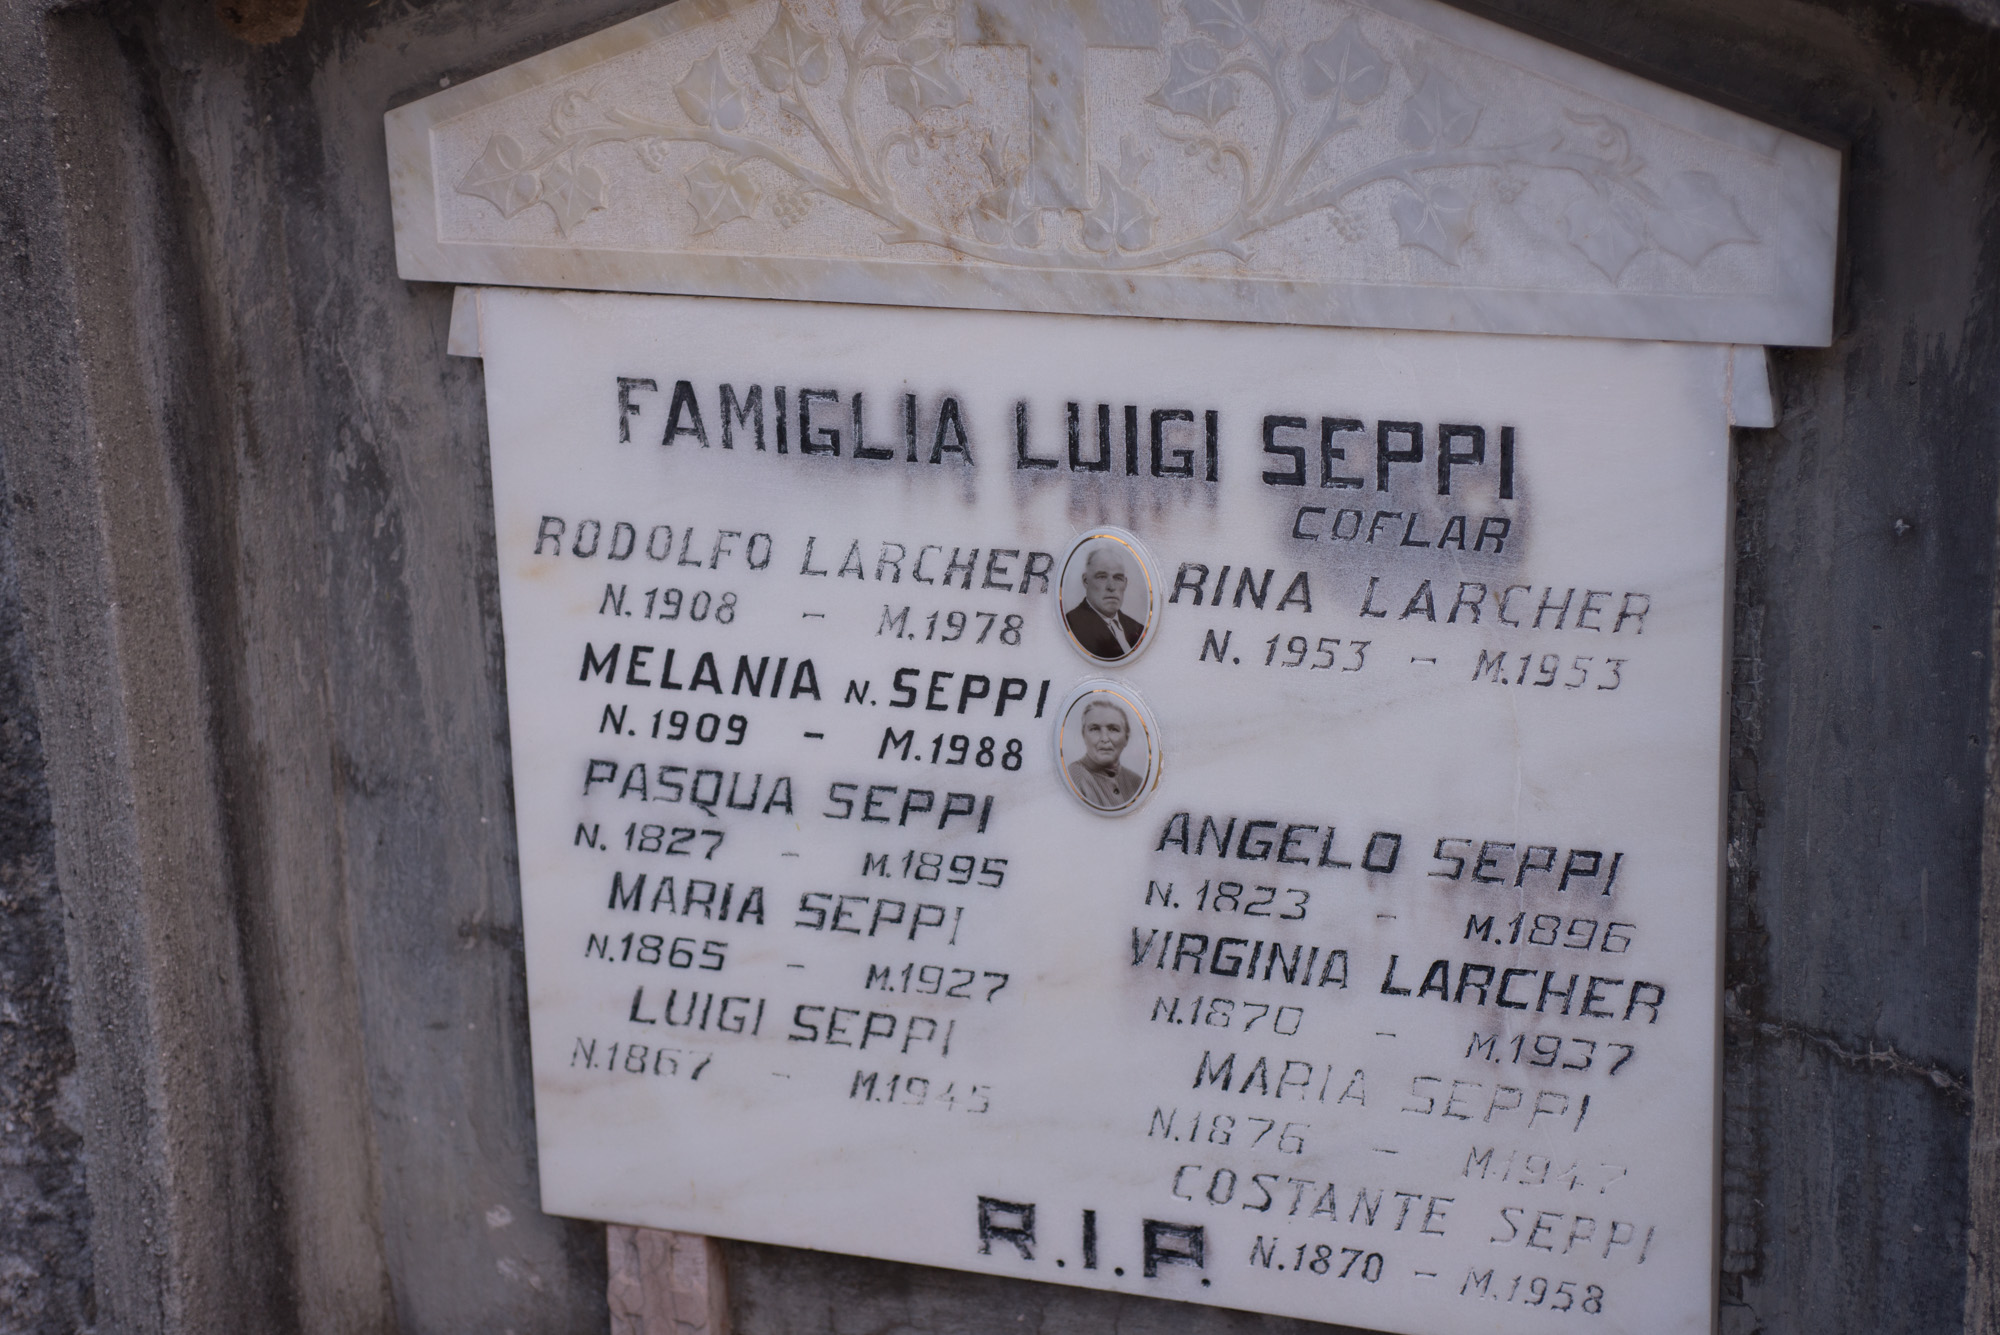 FAMIGLIA LUIGI SEPPI
COFLAR
RODOLFO LARCHER
N.1908 - M.1978
MELANIA N. SEPPI
N.1909 - M.1988
PASQUA SEPPI
N.1827 - M.1895
MARIA SEPPI
N.1865 - M.1927
LUIGI SEPPI
N.1867 - M.1945
RINA LARCHER
N. 1953 - M.1953
ANGELO SEPPI
N.1823 - M.1896
VIRGINIA LARCHER
N.1870 - M.1937
MARIA SEPPI
N.1876 - M.1947
COSTANTE SEPPI
N.1870 - M.1958
R.I.P.